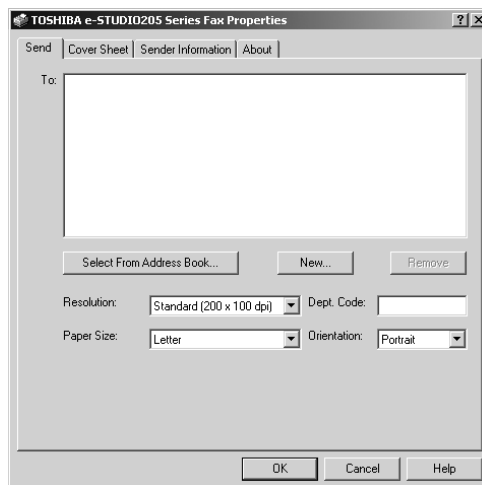 TOSHIBA e-STUDIO205 Series Fax Properties
Send Cover Sheet Sender Information About
To:
Select From Address Book... New... Remove
Resolution: Standard (200 x 100 dpi) Dept. Code:
Paper Size: Letter Orientation: Portrait
OK Cancel Help